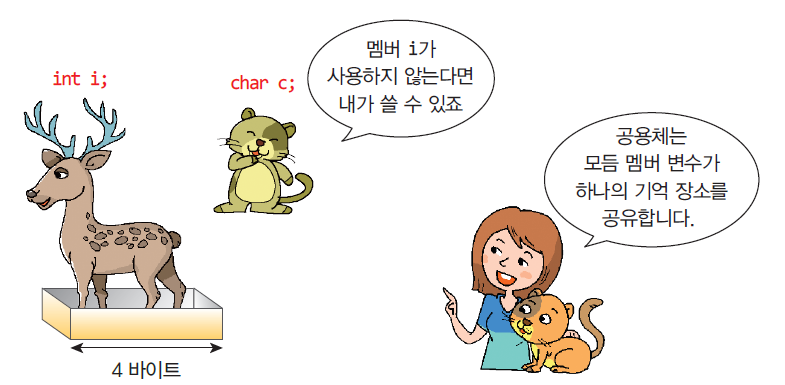 int i;
char c;
멤버 i가
사용하지 않는다면
내가 쓸 수 있죠
공용체는
모듬 멤버 변수가
하나의 기억 장소를
공유합니다.
4 바이트